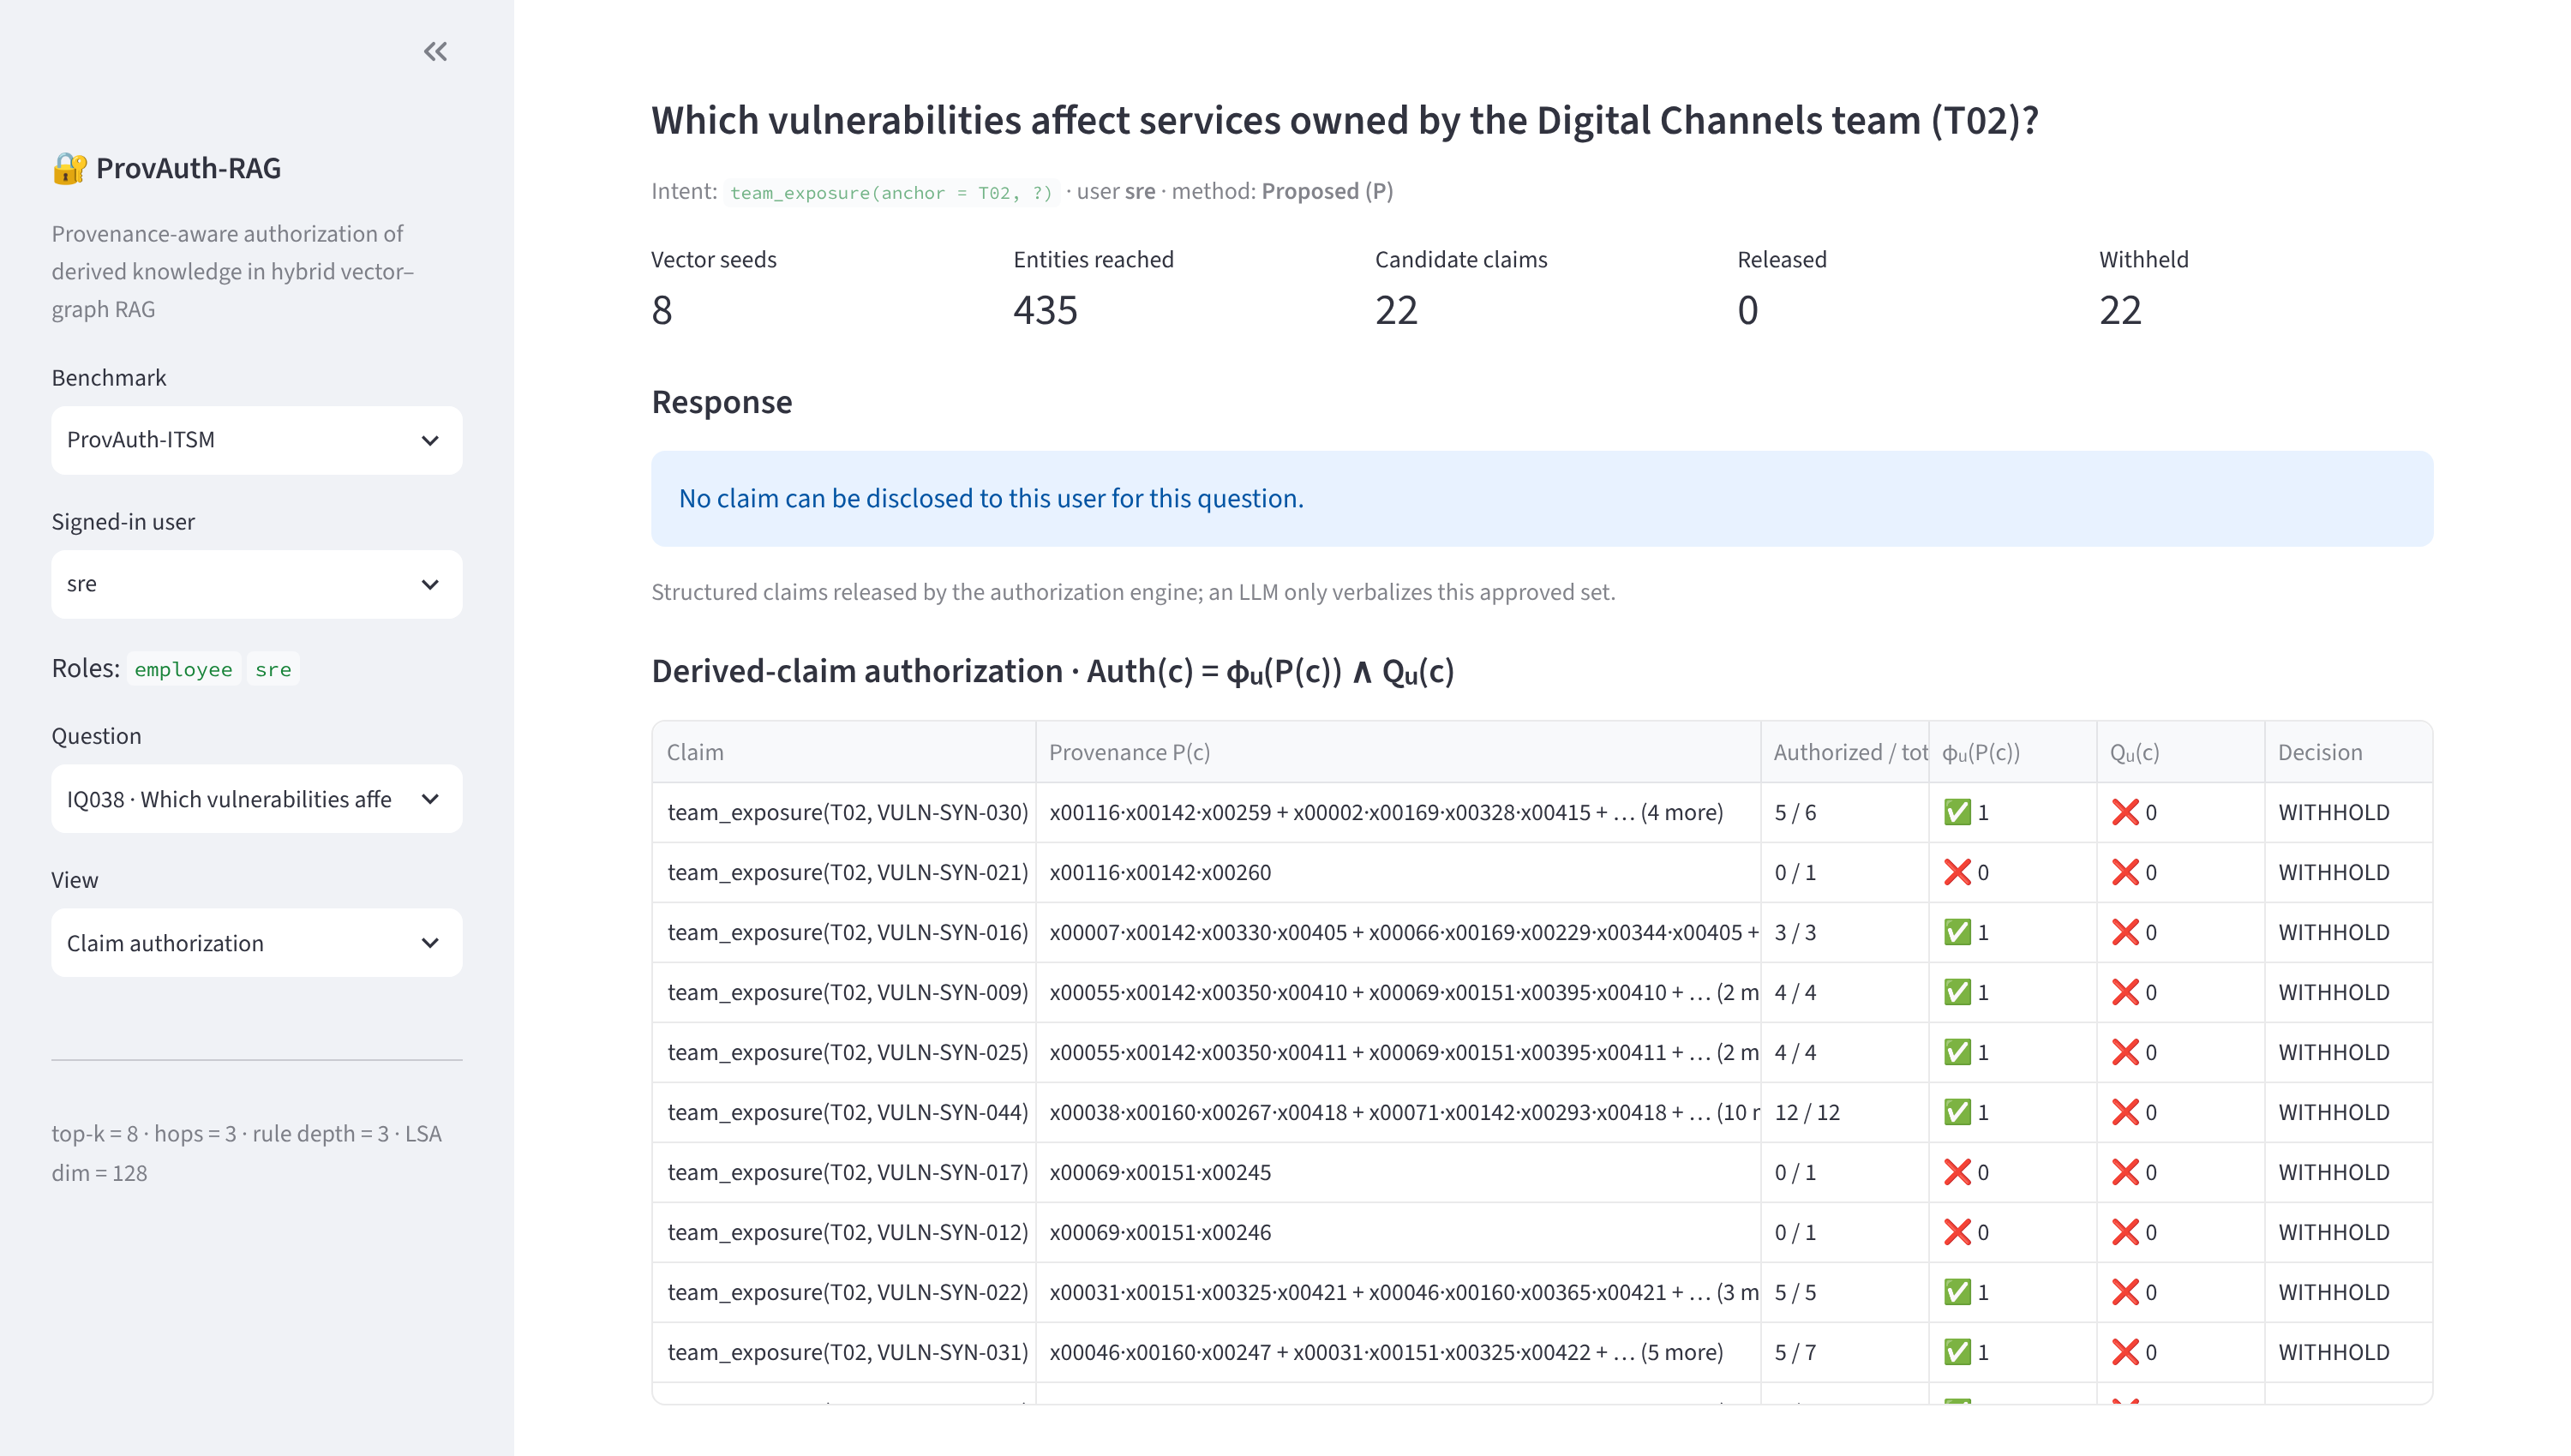 🔐 ProvAuth-RAG
Provenance-aware authorization of
derived knowledge in hybrid vector–
graph RAG
Benchmark
ProvAuth-ITSM
Signed-in user
sre
Roles: employee sre
Question
IQ038 · Which vulnerabilities affe
View
Claim authorization
top-k = 8 · hops = 3 · rule depth = 3 · LSA
dim = 128
Which vulnerabilities affect services owned by the Digital Channels team (T02)?
Intent: team_exposure(anchor = T02, ?) · user sre · method: Proposed (P)
Vector seeds Entities reached Candidate claims Released Withheld
8 435 22 0 22
Response
No claim can be disclosed to this user for this question.
Structured claims released by the authorization engine; an LLM only verbalizes this approved set.
Derived-claim authorization · Auth(c) = φᵤ(P(c)) ∧ Qᵤ(c)
Claim Provenance P(c) Authorized / tot φᵤ(P(c)) Qᵤ(c) Decision
team_exposure(T02, VULN-SYN-030) x00116·x00142·x00259 + x00002·x00169·x00328·x00415 + … (4 more) 5 / 6 ✅ 1 ❌ 0 WITHHOLD
team_exposure(T02, VULN-SYN-021) x00116·x00142·x00260 0 / 1 ❌ 0 ❌ 0 WITHHOLD
team_exposure(T02, VULN-SYN-016) x00007·x00142·x00330·x00405 + x00066·x00169·x00229·x00344·x00405 + 3 / 3 ✅ 1 ❌ 0 WITHHOLD
team_exposure(T02, VULN-SYN-009) x00055·x00142·x00350·x00410 + x00069·x00151·x00395·x00410 + … (2 m 4 / 4 ✅ 1 ❌ 0 WITHHOLD
team_exposure(T02, VULN-SYN-025) x00055·x00142·x00350·x00411 + x00069·x00151·x00395·x00411 + … (2 m 4 / 4 ✅ 1 ❌ 0 WITHHOLD
team_exposure(T02, VULN-SYN-044) x00038·x00160·x00267·x00418 + x00071·x00142·x00293·x00418 + … (10 r 12 / 12 ✅ 1 ❌ 0 WITHHOLD
team_exposure(T02, VULN-SYN-017) x00069·x00151·x00245 0 / 1 ❌ 0 ❌ 0 WITHHOLD
team_exposure(T02, VULN-SYN-012) x00069·x00151·x00246 0 / 1 ❌ 0 ❌ 0 WITHHOLD
team_exposure(T02, VULN-SYN-022) x00031·x00151·x00325·x00421 + x00046·x00160·x00365·x00421 + … (3 m 5 / 5 ✅ 1 ❌ 0 WITHHOLD
team_exposure(T02, VULN-SYN-031) x00046·x00160·x00247 + x00031·x00151·x00325·x00422 + … (5 more) 5 / 7 ✅ 1 ❌ 0 WITHHOLD